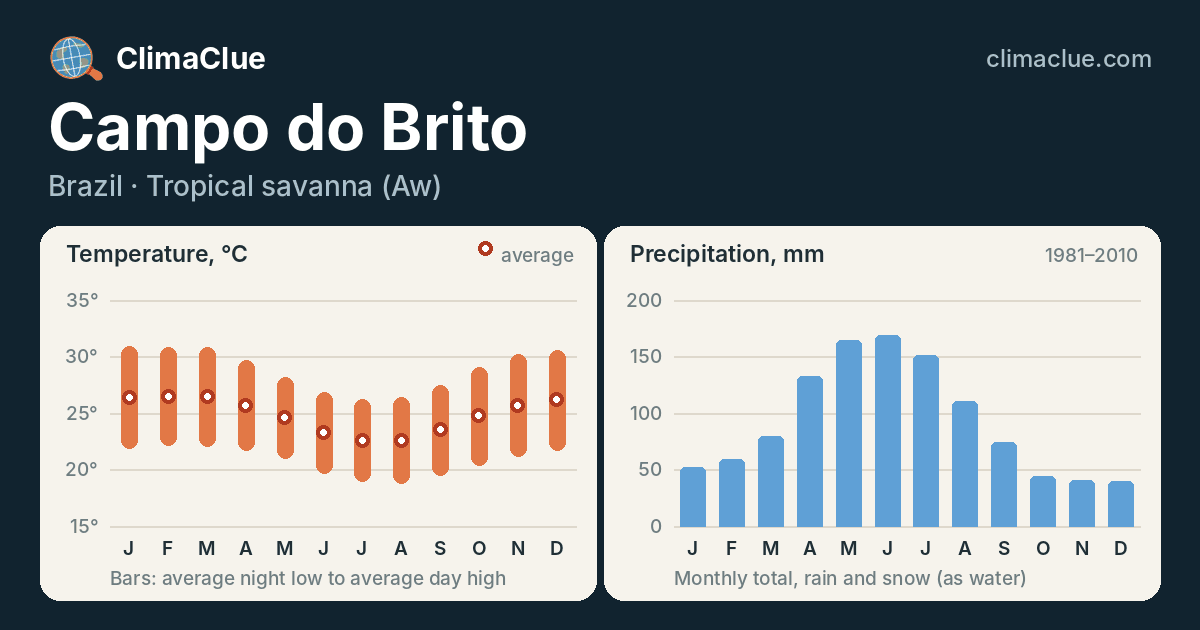 ClimaClue
climaclue.com
Campo do Brito
Brazil · Tropical savanna (Aw)
Temperature, °C
average
35°
30°
25°
20°
15°
J F M A M J J A S O N D
Bars: average night low to average day high
Precipitation, mm
1981–2010
200
150
100
50
0
J F M A M J J A S O N D
Monthly total, rain and snow (as water)